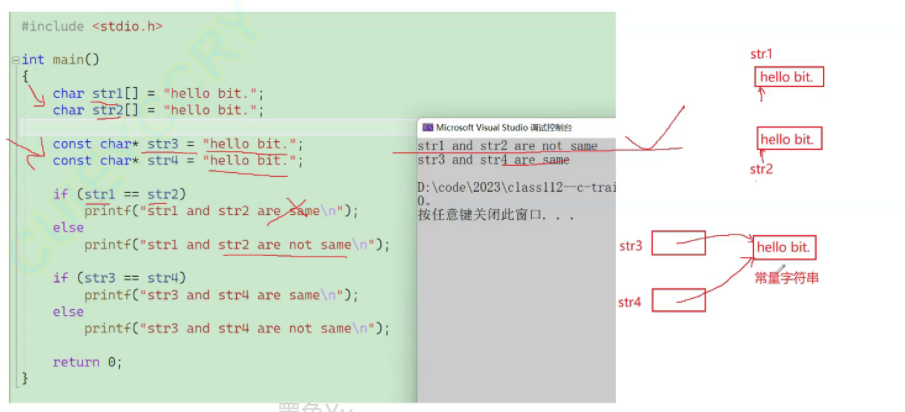 #include <stdio.h>
int main()
{
char str1[] = "hello bit.";
char str2[] = "hello bit.";
const char* str3 = "hello bit.";
const char* str4 = "hello bit.";
if (str1 == str2)
printf("str1 and str2 are same\n");
else
printf("str1 and str2 are not same\n");
if (str3 == str4)
printf("str3 and str4 are same\n");
else
printf("str3 and str4 are not same\n");
return 0;
}
Microsoft Visual Studio 调试控制台
str1 and str2 are not same
str3 and str4 are same
D:\code\2023\class112--c-trai
0。
按任意键关闭此窗口. . .
str1
hello bit.
hello bit.
str2
str3
hello bit.
常量字符串
str4